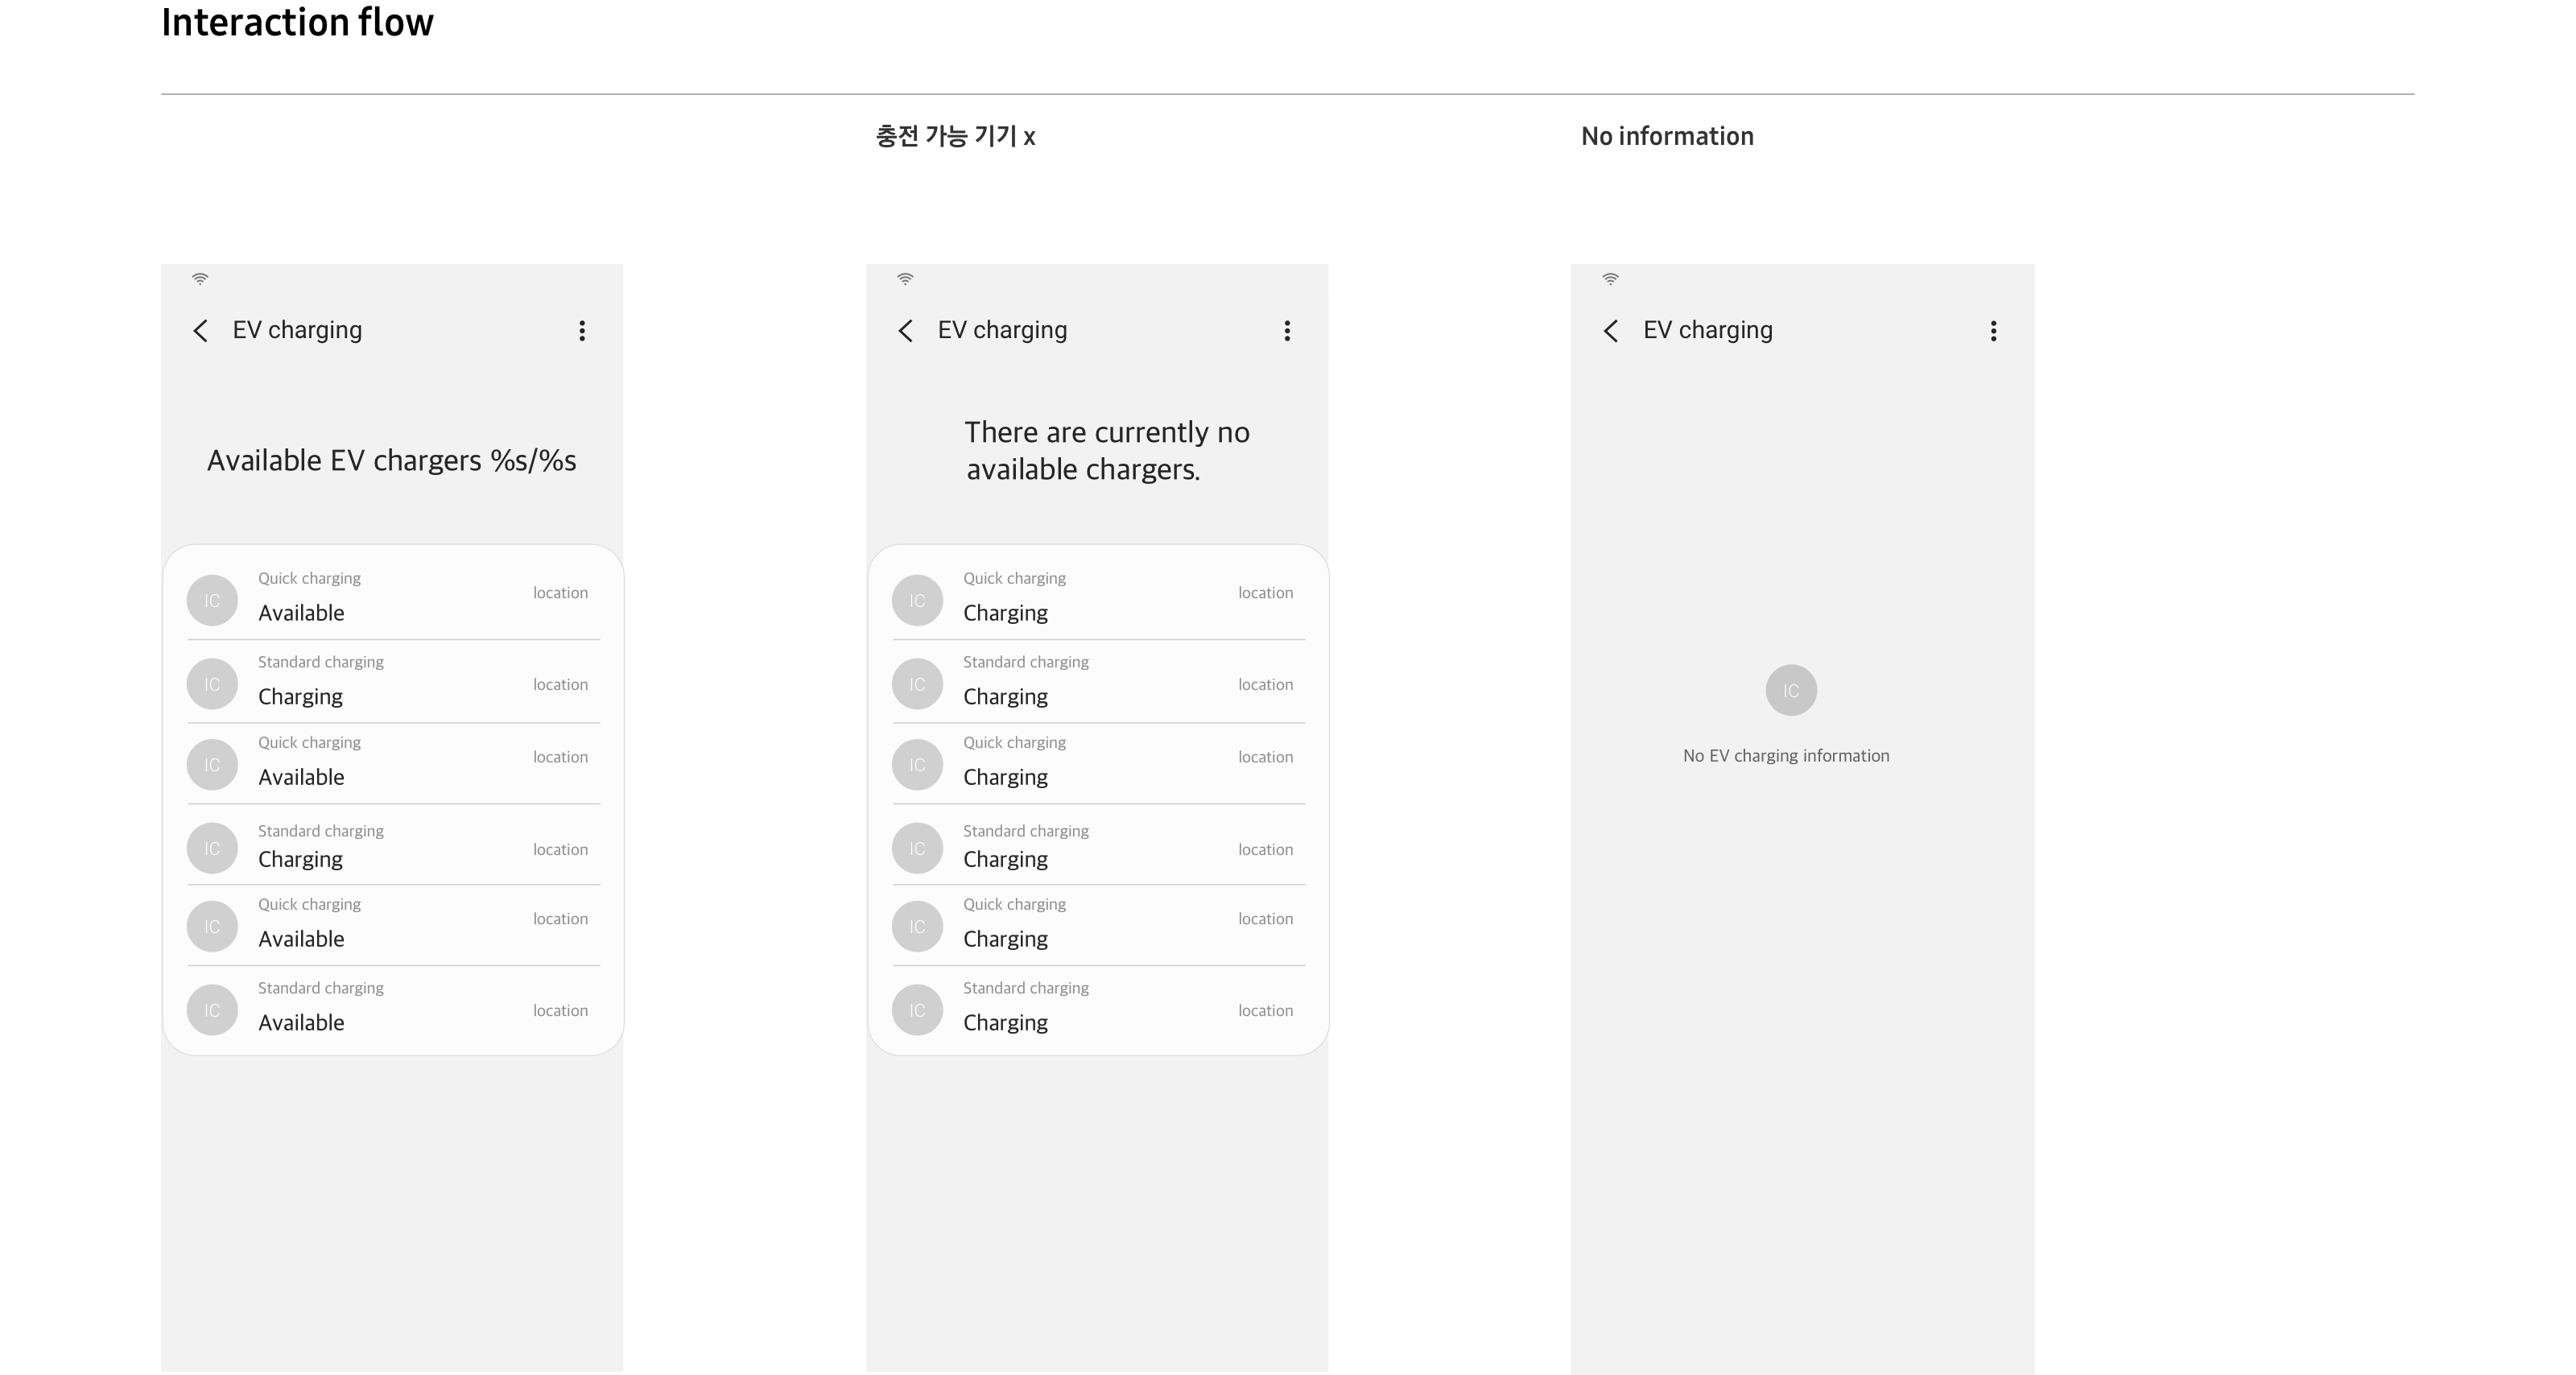 Interaction flow
충전 가능 기기 x
No information
EV charging
Available EV chargers %s/%s
IC
Quick charging
Available
location
IC
Standard charging
Charging
location
IC
Quick charging
Available
location
IC
Standard charging
Charging
location
IC
Quick charging
Available
location
IC
Standard charging
Available
location
EV charging
There are currently no
available chargers.
IC
Quick charging
Charging
location
IC
Standard charging
Charging
location
IC
Quick charging
Charging
location
IC
Standard charging
Charging
location
IC
Quick charging
Charging
location
IC
Standard charging
Charging
location
EV charging
IC
No EV charging information